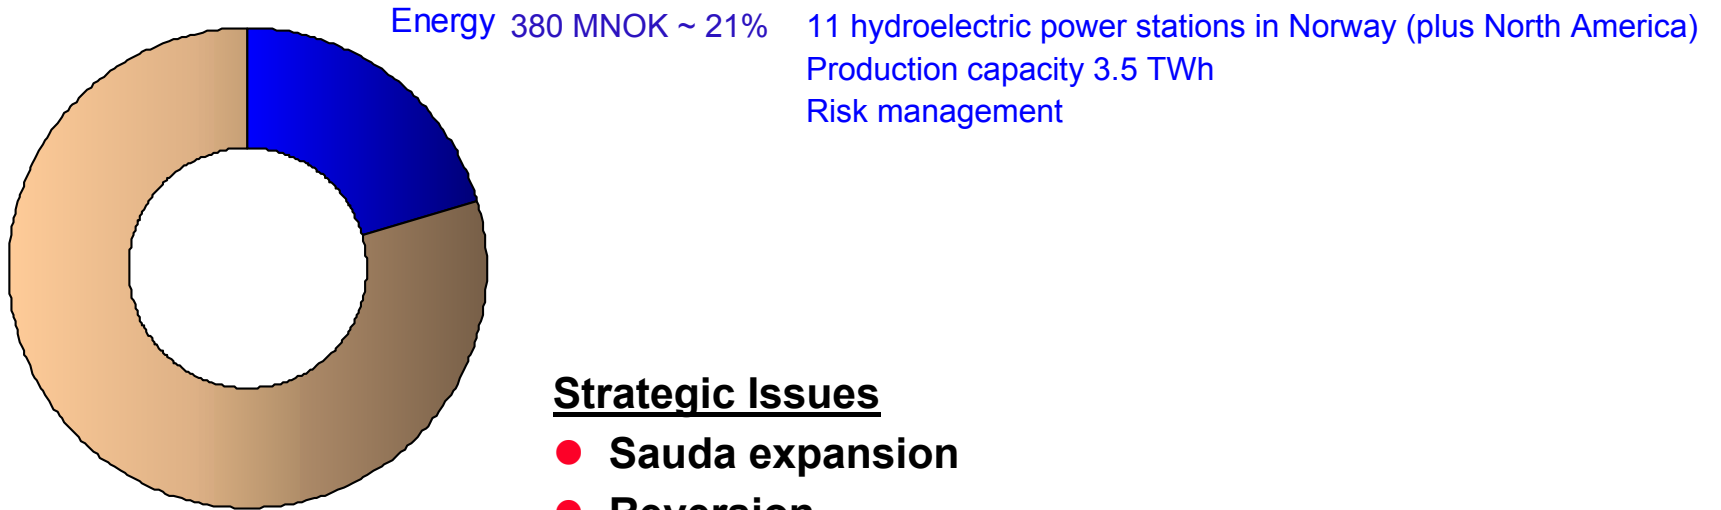 Energy 380 MNOK ~ 21% 11 hydroelectric power stations in Norway (plus North America)
Production capacity 3.5 TWh
Risk management
Strategic Issues
Sauda expansion
Reversion